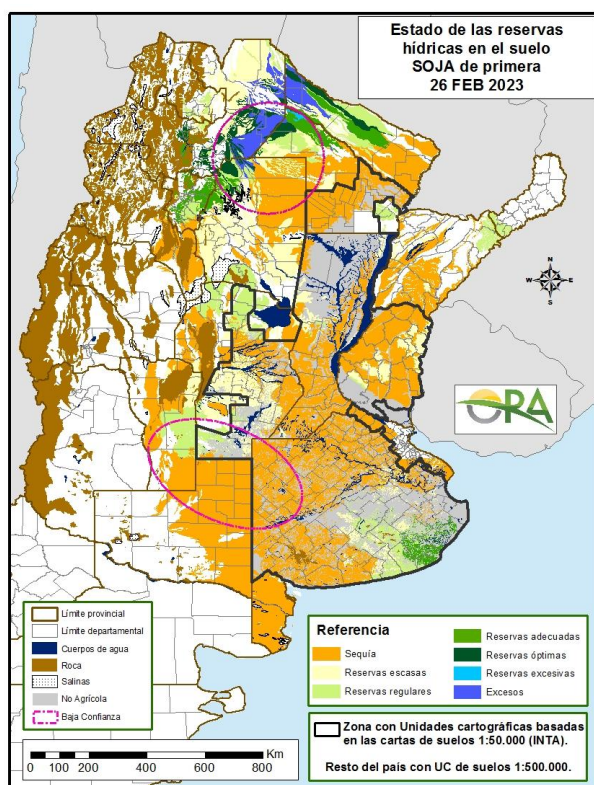 Estado de las reservas
hídricas en el suelo
SOJA de primera
26 FEB 2023
N
W
E
S
ORA
Límite provincial
Límite departamental
Cuerpos de agua
Roca
Salinas
No Agrícola
Baja Confianza
Referencia
Sequía
Reservas escasas
Reservas regulares
Reservas adecuadas
Reservas óptimas
Reservas excesivas
Excesos
Zona con Unidades cartográficas basadas
en las cartas de suelos 1:50.000 (INTA).
Resto del país con UC de suelos 1:500.000.
Km
0 100 200 400 600 800